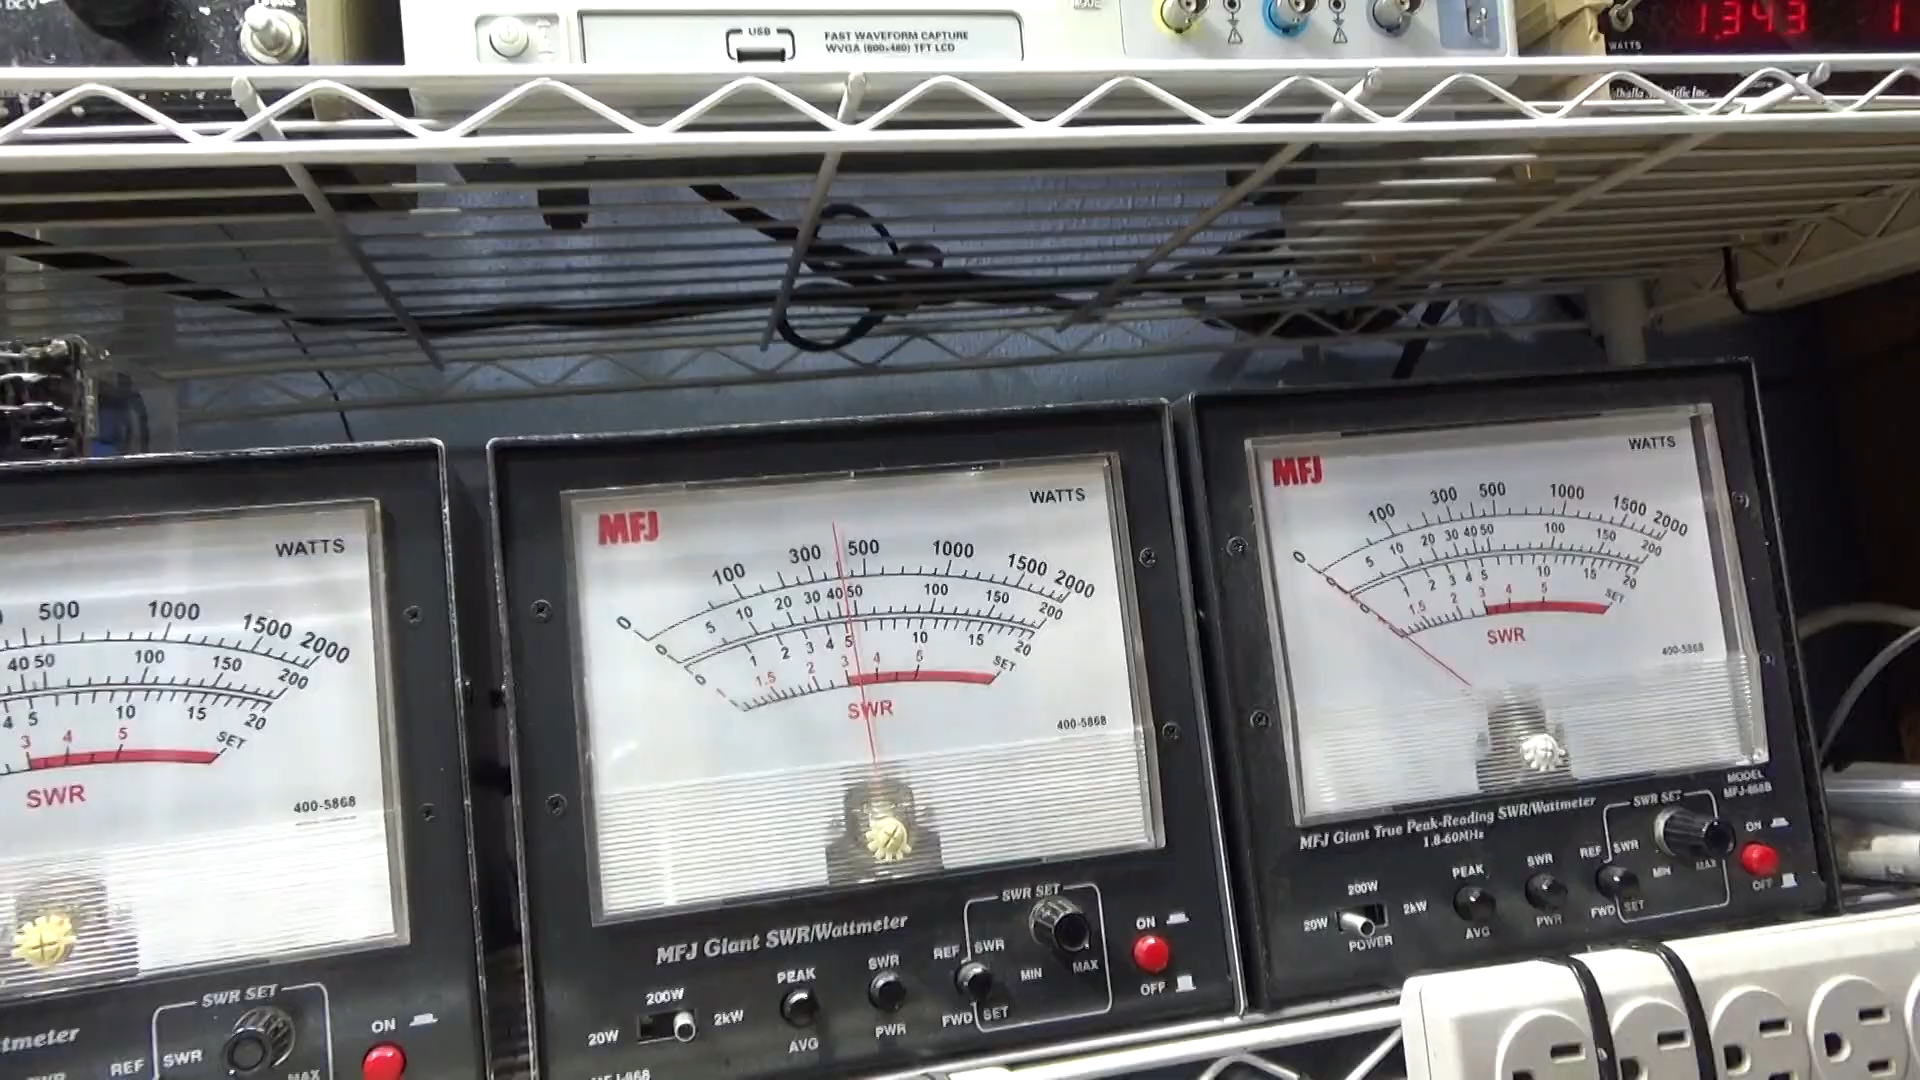 DC V
USB
FAST WAVEFORM CAPTURE
WVGA (800x480) TFT LCD
MODE
1343
1
WATTS
WATTS
500
1000
1500
2000
40 50
100
150
200
4 5
10
15
20
3
4
5
SET
SWR
400-5868
SWR SET
REF
SWR
MAX
ON
MFJ
WATTS
0
100
300
500
1000
1500
2000
0
5
10
20
30
40
50
100
150
200
0
1
2
3
4
5
10
15
20
1
1.5
2
3
4
5
SET
SWR
400-5868
MFJ Giant SWR/Wattmeter
200W
20W
2kW
PEAK
AVG
SWR
PWR
REF
SWR
FWD
SET
SWR SET
MIN
MAX
ON
OFF
MFJ-868
MFJ
WATTS
0
100
300
500
1000
1500
2000
0
5
10
20
30
40
50
100
150
200
0
1
2
3
4
5
10
15
20
1.5
2
3
4
5
SET
SWR
400-5868
MODEL
MFJ-868B
MFJ Giant True Peak-Reading SWR/Wattmeter
1.8-60MHz
200W
20W
2kW
POWER
PEAK
AVG
SWR
PWR
REF
SWR
FWD
SET
SWR SET
MIN
MAX
ON
OFF